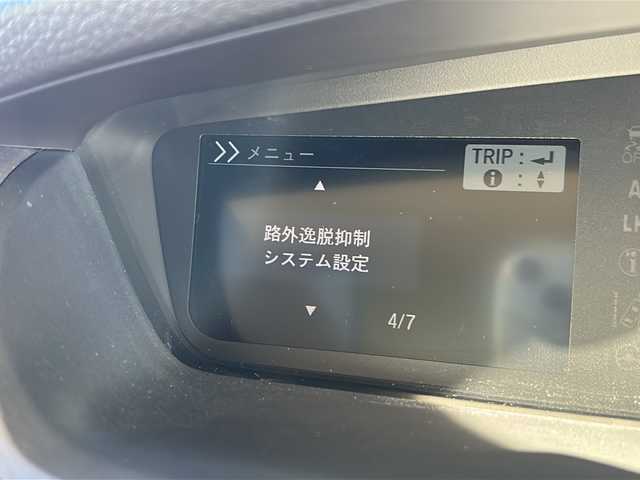 >> メニュー
TRIP : ↵
i : ▲▼
▲
路外逸脱抑制
システム設定
▼
4/7
A
LK